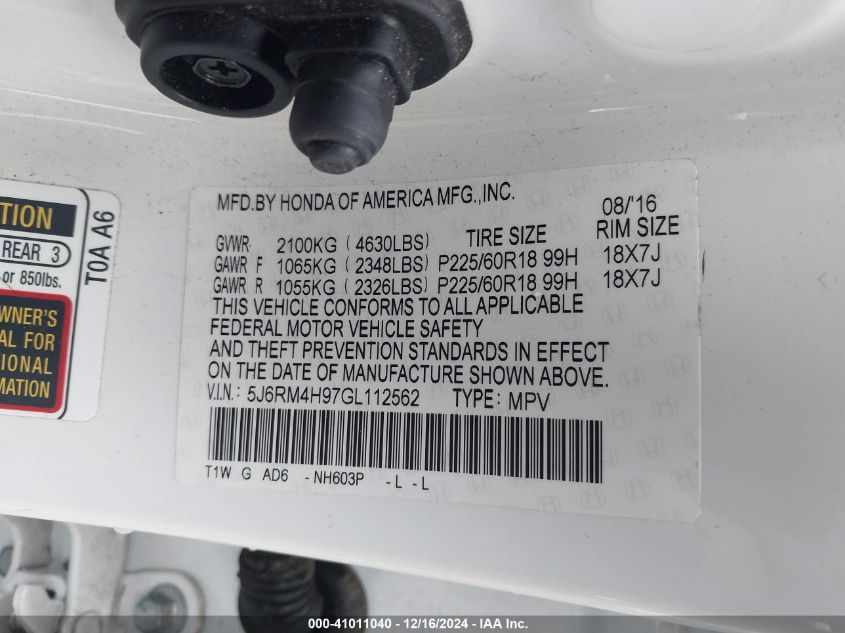 MFD.BY HONDA OF AMERICA MFG.,INC. 08/'16
GVWR 2100KG ( 4630LBS) TIRE SIZE RIM SIZE
GAWR F 1065KG ( 2348LBS) P225/60R18 99H 18X7J
GAWR R 1055KG ( 2326LBS) P225/60R18 99H 18X7J
THIS VEHICLE CONFORMS TO ALL APPLICABLE
FEDERAL MOTOR VEHICLE SAFETY
AND THEFT PREVENTION STANDARDS IN EFFECT
ON THE DATE OF MANUFACTURE SHOWN ABOVE.
V.I.N.: 5J6RM4H97GL112562 TYPE: MPV
T1W G AD6 -NH603P -L -L
TION
REAR 3
or 850lbs.
WNER'S
AL FOR
IONAL
MATION
T0A A6
000-41011040 - 12/16/2024 - IAA Inc.